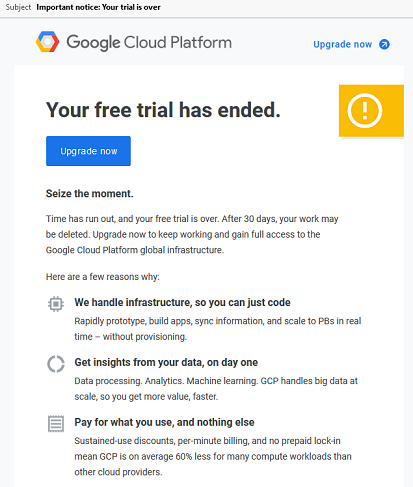 Subject Important notice: Your trial is over
Google Cloud Platform
Upgrade now
Your free trial has ended.
Upgrade now
Seize the moment.
Time has run out, and your free trial is over. After 30 days, your work may
be deleted. Upgrade now to keep working and gain full access to the
Google Cloud Platform global infrastructure.
Here are a few reasons why:
We handle infrastructure, so you can just code
Rapidly prototype, build apps, sync information, and scale to PBs in real
time – without provisioning.
Get insights from your data, on day one
Data processing. Analytics. Machine learning. GCP handles big data at
scale, so you get more value, faster.
Pay for what you use, and nothing else
Sustained-use discounts, per-minute billing, and no prepaid lock-in
mean GCP is on average 60% less for many compute workloads than
other cloud providers.